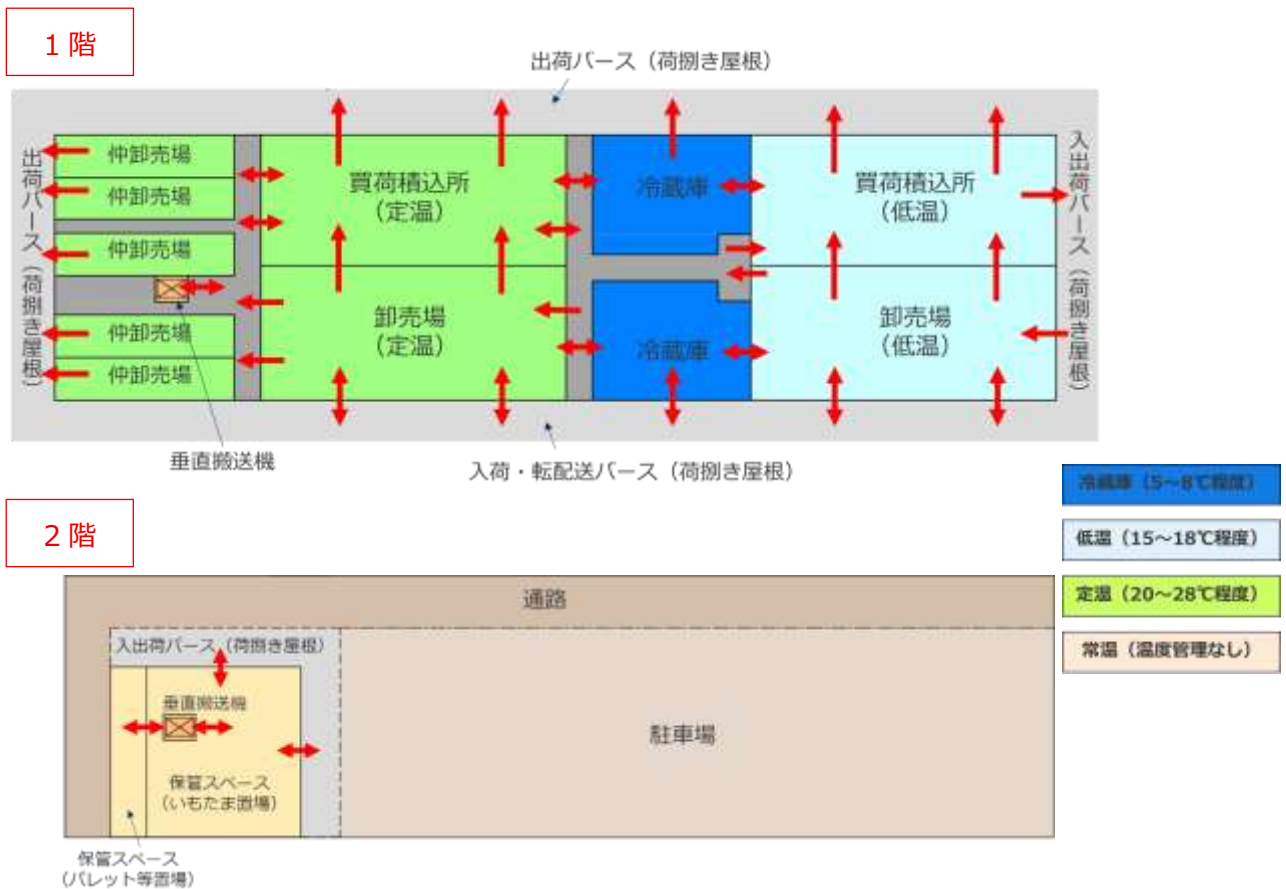 1階
出荷バース（荷捌き屋根）
出荷バース（荷捌き屋根）
仲卸売場
仲卸売場
仲卸売場
仲卸売場
仲卸売場
買荷積込所
（定温）
卸売場
（定温）
冷蔵庫
冷蔵庫
買荷積込所
（低温）
卸売場
（低温）
入出荷バース（荷捌き屋根）
垂直搬送機
入荷・転配送バース（荷捌き屋根）
冷蔵庫（5～8℃程度）
低温（15～18℃程度）
定温（20～28℃程度）
常温（温度管理なし）
2階
通路
入出荷バース（荷捌き屋根）
垂直搬送機
保管スペース
（いもたま置場）
駐車場
保管スペース
（パレット等置場）